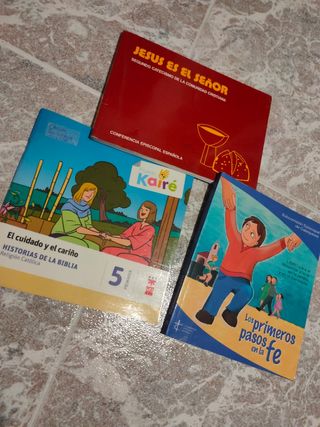 JESUS ES EL SEÑOR
SEGUNDO CATECISMO DE LA COMUNIDAD CRISTIANA
CONFERENCIA EPISCOPAL ESPAÑOLA
Kairé
El cuidado y el cariño
HISTORIAS DE LA BIBLIA
Religión Católica
5
sm
Los primeros
pasos
en la fe